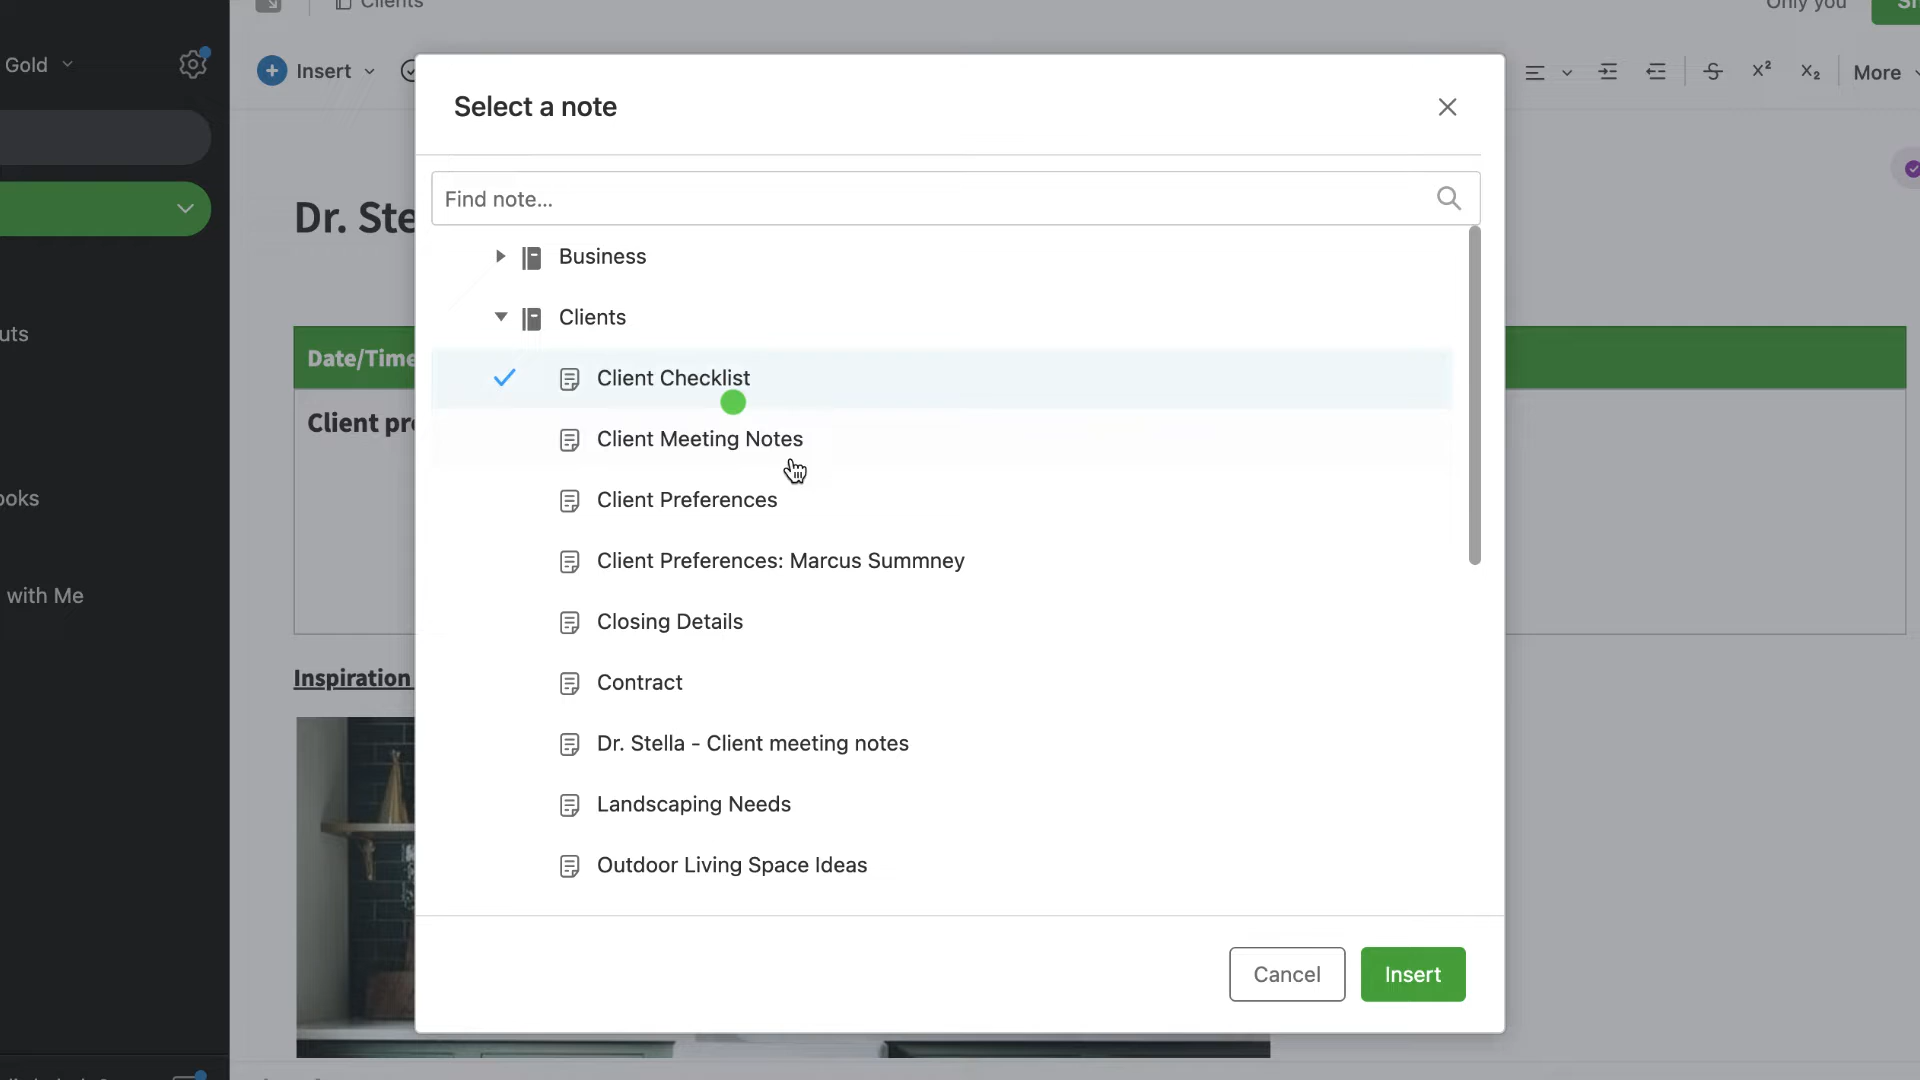 Clients
Only you
Gold
Insert
More
Select a note
Find note...
Dr. Ste
Business
uts
Clients
Date/Time
Client Checklist
Client pr
Client Meeting Notes
ooks
Client Preferences
Client Preferences: Marcus Summney
with Me
Closing Details
Inspiration
Contract
Dr. Stella - Client meeting notes
Landscaping Needs
Outdoor Living Space Ideas
Cancel
Insert